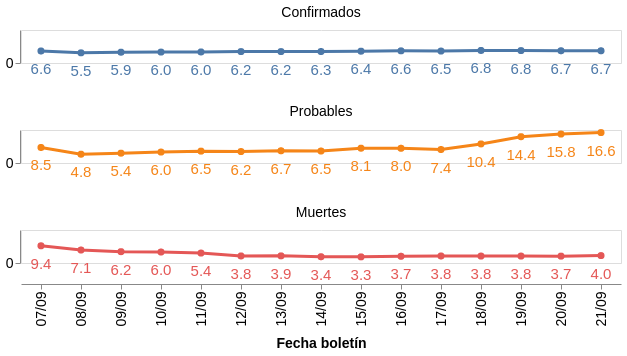 Confirmados
0
6.6 5.5 5.9 6.0 6.0 6.2 6.2 6.3 6.4 6.6 6.5 6.8 6.8 6.7 6.7
Probables
0
8.5 4.8 5.4 6.0 6.5 6.2 6.7 6.5 8.1 8.0 7.4 10.4 14.4 15.8 16.6
Muertes
0
9.4 7.1 6.2 6.0 5.4 3.8 3.9 3.4 3.3 3.7 3.8 3.8 3.8 3.7 4.0
07/09 08/09 09/09 10/09 11/09 12/09 13/09 14/09 15/09 16/09 17/09 18/09 19/09 20/09 21/09
Fecha boletín